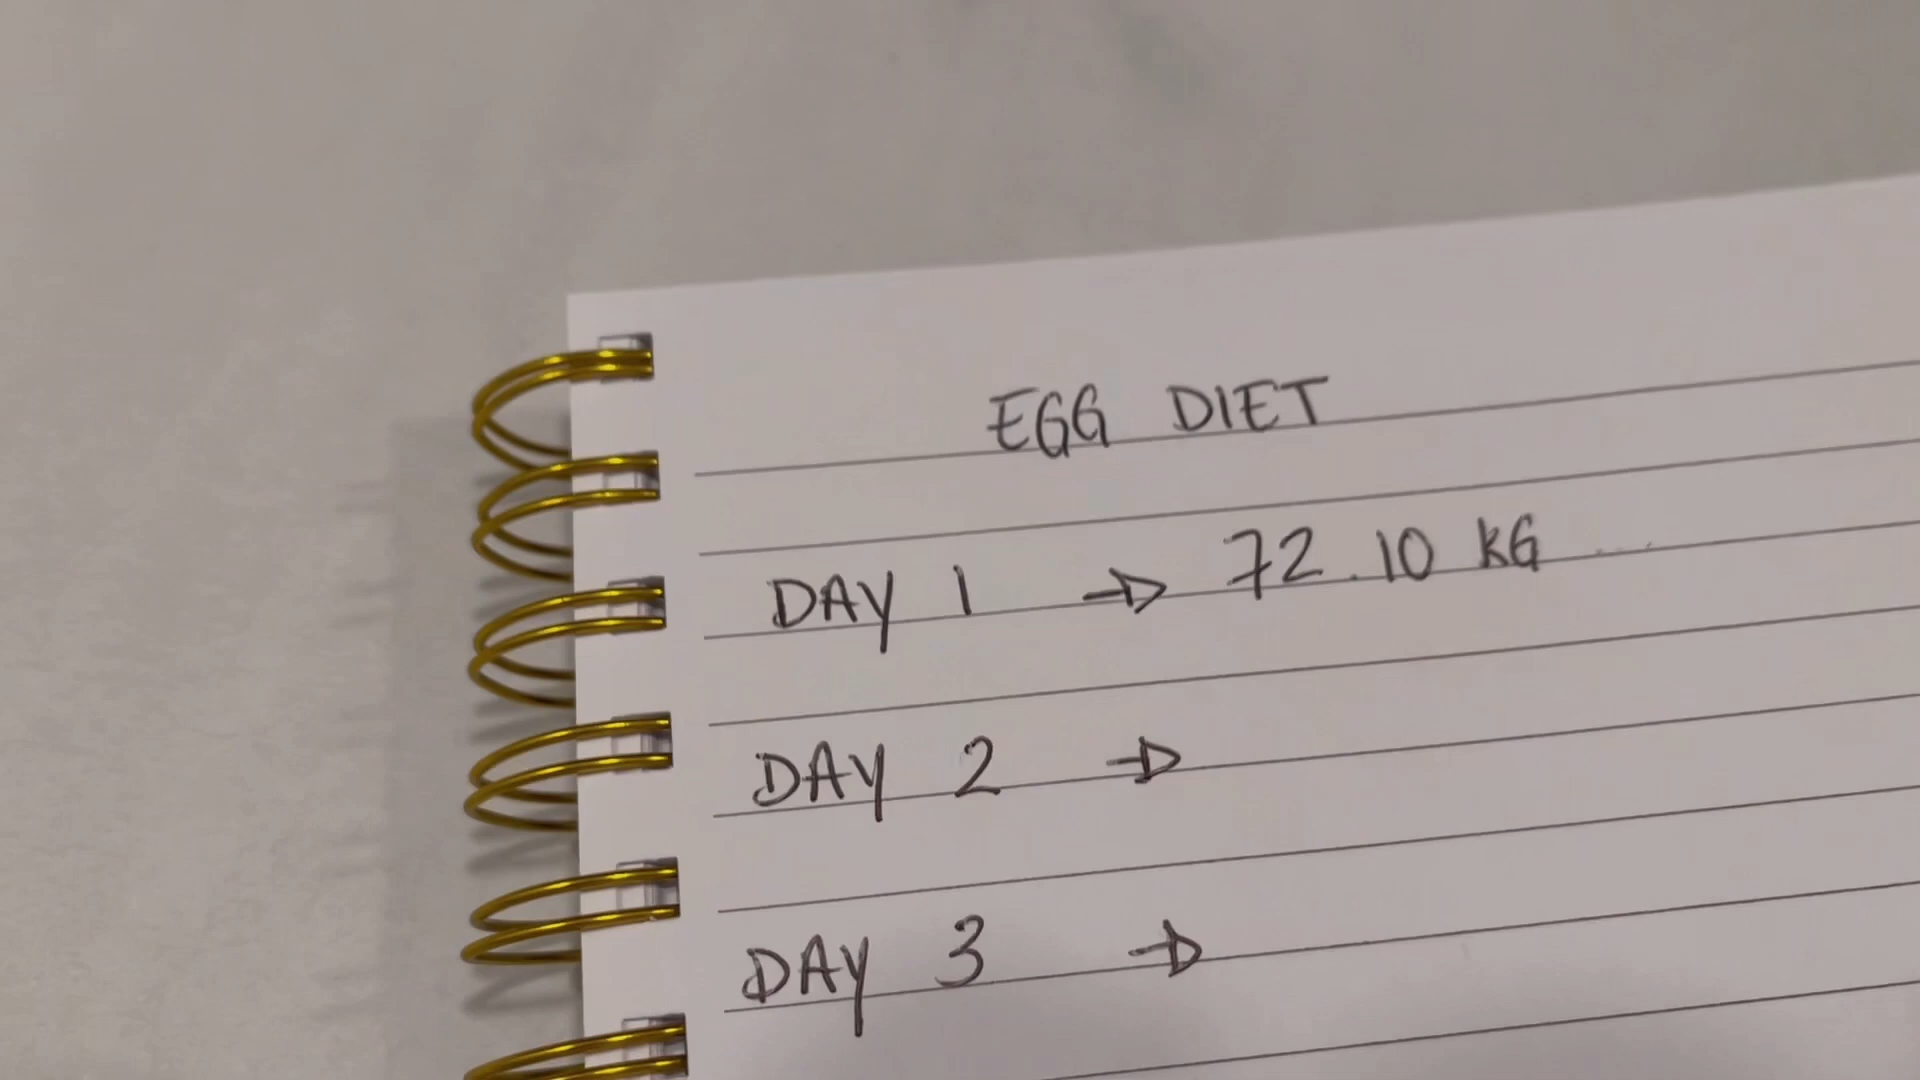 EGG DIET
DAY 1 → 72.10 KG
DAY 2 →
DAY 3 →